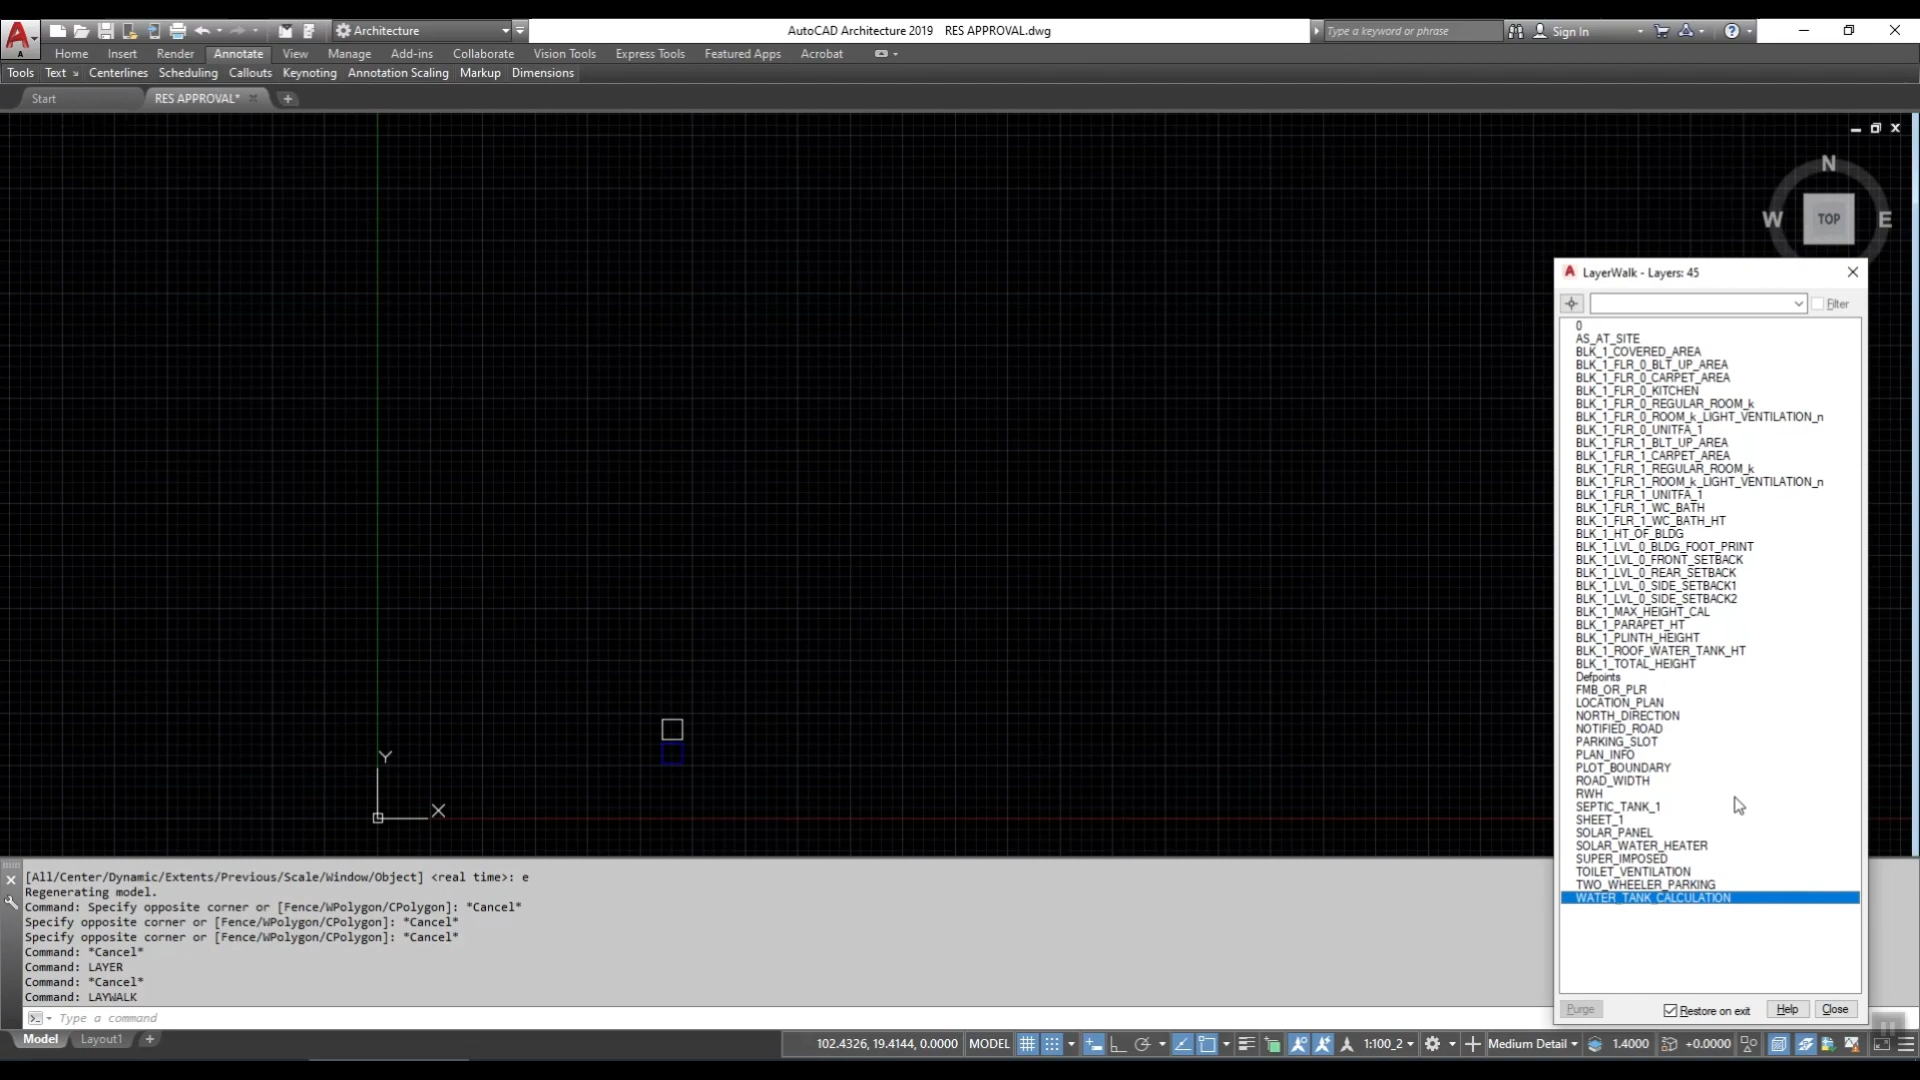 Architecture
AutoCAD Architecture 2019 RES APPROVAL.dwg
Type a keyword or phrase
Sign In
Home Insert Render Annotate View Manage Add-ins Collaborate Vision Tools Express Tools Featured Apps Acrobat
Tools Text Centerlines Scheduling Callouts Keynoting Annotation Scaling Markup Dimensions
Start RES APPROVAL*
N
W TOP E
LayerWalk - Layers: 45
Filter
0
AS_AT_SITE
BLK_1_COVERED_AREA
BLK_1_FLR_0_BLT_UP_AREA
BLK_1_FLR_0_CARPET_AREA
BLK_1_FLR_0_KITCHEN
BLK_1_FLR_0_REGULAR_ROOM_k
BLK_1_FLR_0_ROOM_k_LIGHT_VENTILATION_n
BLK_1_FLR_0_UNITFA_1
BLK_1_FLR_1_BLT_UP_AREA
BLK_1_FLR_1_CARPET_AREA
BLK_1_FLR_1_REGULAR_ROOM_k
BLK_1_FLR_1_ROOM_k_LIGHT_VENTILATION_n
BLK_1_FLR_1_UNITFA_1
BLK_1_FLR_1_WC_BATH
BLK_1_FLR_1_WC_BATH_HT
BLK_1_HT_OF_BLDG
BLK_1_LVL_0_BLDG_FOOT_PRINT
BLK_1_LVL_0_FRONT_SETBACK
BLK_1_LVL_0_REAR_SETBACK
BLK_1_LVL_0_SIDE_SETBACK1
BLK_1_LVL_0_SIDE_SETBACK2
BLK_1_MAX_HEIGHT_CAL
BLK_1_PARAPET_HT
BLK_1_PLINTH_HEIGHT
BLK_1_ROOF_WATER_TANK_HT
BLK_1_TOTAL_HEIGHT
Defpoints
FMB_OR_PLR
LOCATION_PLAN
NORTH_DIRECTION
NOTIFIED_ROAD
PARKING_SLOT
PLAN_INFO
PLOT_BOUNDARY
ROAD_WIDTH
RWH
SEPTIC_TANK_1
SHEET_1
SOLAR_PANEL
SOLAR_WATER_HEATER
SUPER_IMPOSED
TOILET_VENTILATION
TWO_WHEELER_PARKING
WATER_TANK_CALCULATION
Purge Restore on exit Help Close
Y
X
[All/Center/Dynamic/Extents/Previous/Scale/Window/Object] <real time>: e
Regenerating model.
Command: Specify opposite corner or [Fence/WPolygon/CPolygon]: *Cancel*
Specify opposite corner or [Fence/WPolygon/CPolygon]: *Cancel*
Specify opposite corner or [Fence/WPolygon/CPolygon]: *Cancel*
Command: *Cancel*
Command: LAYER
Command: *Cancel*
Command: LAYWALK
Type a command
Model Layout1
102.4326, 19.4144, 0.0000 MODEL 1:100_2 Medium Detail 1.4000 +0.0000